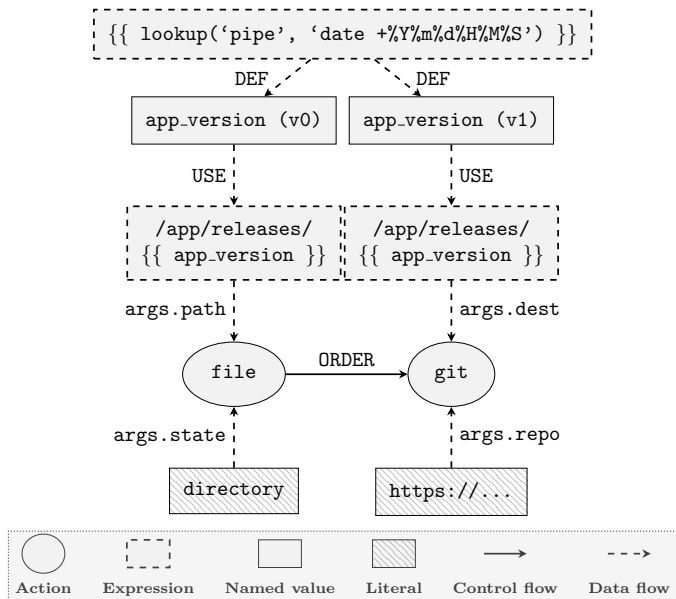 {{ lookup(‘pipe’, ‘date +%Y%m%d%H%M%S’) }}
DEF DEF
app_version (v0) app_version (v1)
USE USE
/app/releases/ /app/releases/
{{ app_version }} {{ app_version }}
args.path args.dest
file ORDER git
args.state args.repo
directory https://...
Action Expression Named value Literal Control flow Data flow